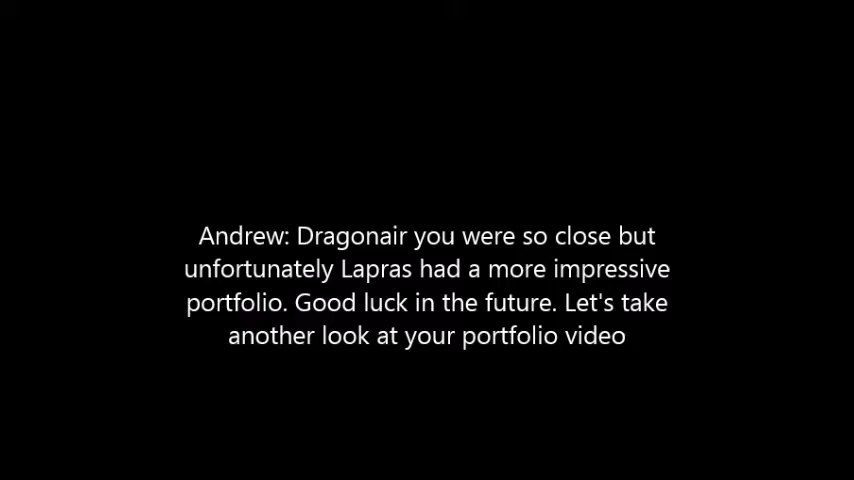 Andrew: Dragonair you were so close but
unfortunately Lapras had a more impressive
portfolio. Good luck in the future. Let's take
another look at your portfolio video